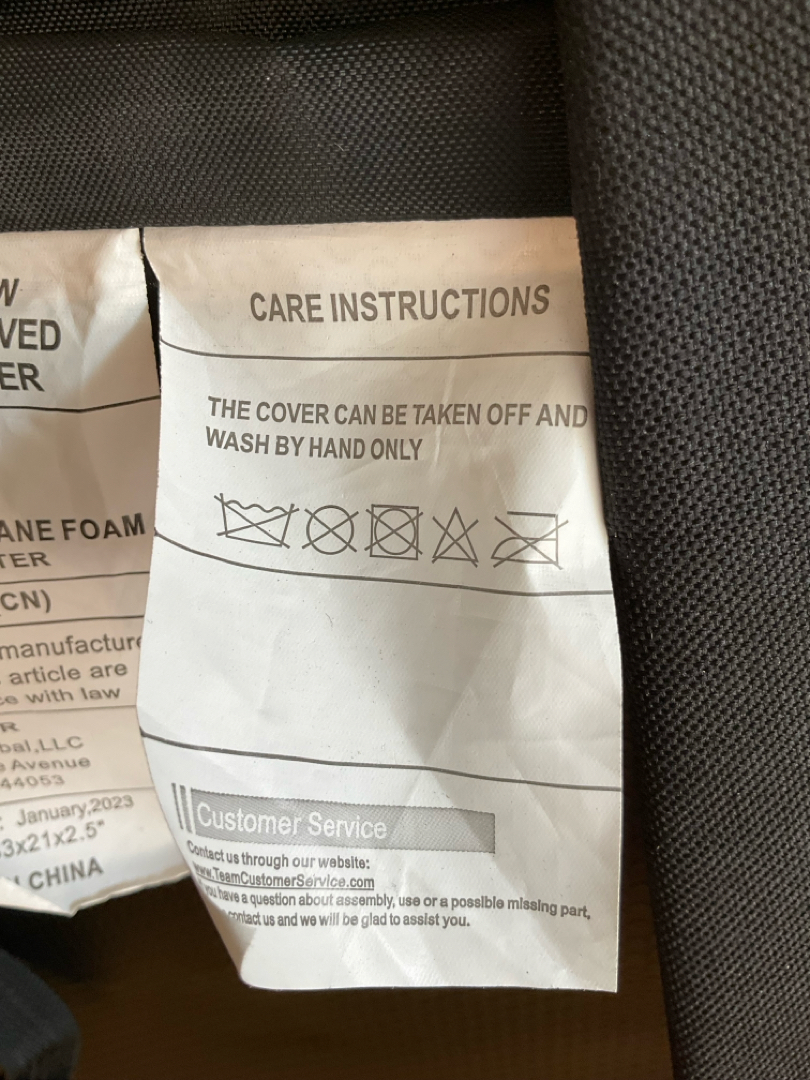 VED
ER
ANE FOAM
TER
CN)
article are
with law
R
LLC
Avenue
44053
January,2023
3x21x2.5"
CHINA
CARE INSTRUCTIONS
THE COVER CAN BE TAKEN OFF AND
WASH BY HAND ONLY
Customer Service
Contact us through our website:
www.TeamCustomerService.com
you have a question about assembly, use or a possible missing part,
contact us and we will be glad to assist you.